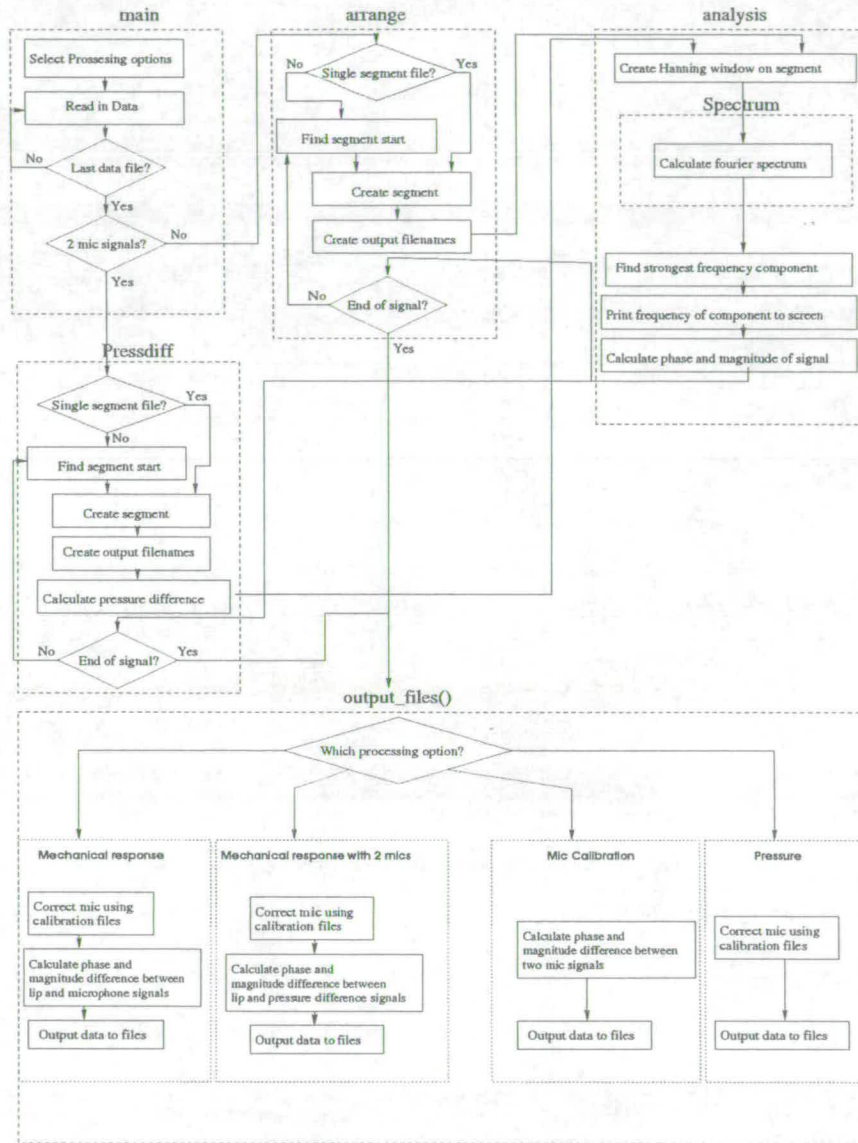 main
Select Prossesing options
Read in Data
No
Last data file?
Yes
2 mic signals?
No
Yes
arrange
No
Single segment file?
Yes
Find segment start
Create segment
Create output filenames
No
End of signal?
Yes
analysis
Create Hanning window on segment
Spectrum
Calculate fourier spectrum
Find strongest frequency component
Print frequency of component to screen
Calculate phase and magnitude of signal
Pressdiff
Single segment file?
Yes
No
Find segment start
Create segment
Create output filenames
Calculate pressure difference
No
End of signal?
Yes
output_files()
Which processing option?
Mechanical response
Correct mic using
calibration files
Calculate phase and
magnitude difference between
lip and microphone signals
Output data to files
Mechanical response with 2 mics
Correct mic using
calibration files
Calculate phase and
magnitude difference between
lip and pressure difference signals
Output data to files
Mic Calibration
Calculate phase and
magnitude difference between
two mic signals
Output data to files
Pressure
Correct mic using
calibration files
Output data to files